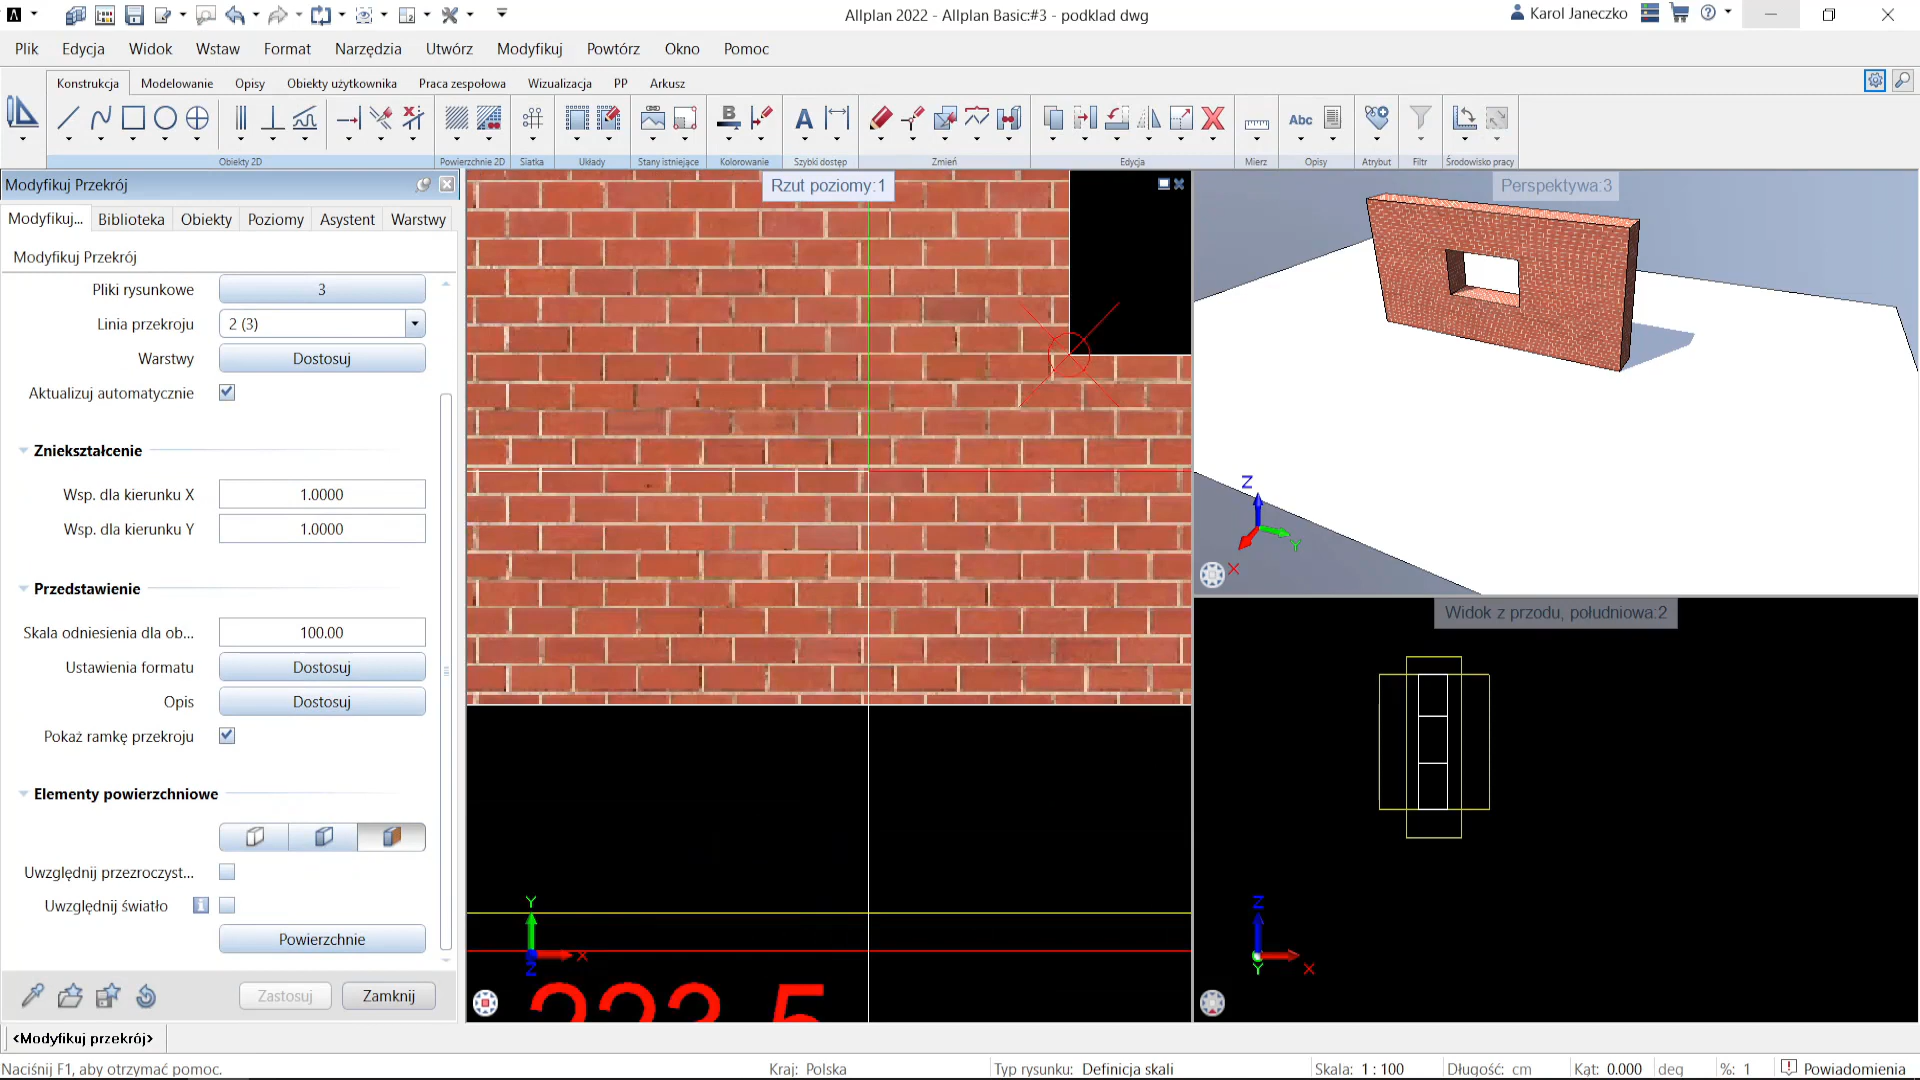 Allplan 2022 - Allplan Basic:#3 - podklad dwg
Karol Janeczko
Plik Edycja Widok Wstaw Format Narzędzia Utwórz Modyfikuj Powtórz Okno Pomoc
Konstrukcja Modelowanie Opisy Obiekty użytkownika Praca zespołowa Wizualizacja PP Arkusz
Obiekty 2D Powierzchnie 2D Siatka Układy Stany istniejące Kolorowanie Szybki dostęp Zmień Edycja Mierz Opisy Atrybut Filtr Środowisko pracy
Modyfikuj Przekrój
Modyfikuj... Biblioteka Obiekty Poziomy Asystent Warstwy
Modyfikuj Przekrój
Pliki rysunkowe 3
Linia przekroju 2 (3)
Warstwy Dostosuj
Aktualizuj automatycznie
Zniekształcenie
Wsp. dla kierunku X 1.0000
Wsp. dla kierunku Y 1.0000
Przedstawienie
Skala odniesienia dla ob... 100.00
Ustawienia formatu Dostosuj
Opis Dostosuj
Pokaż ramkę przekroju
Elementy powierzchniowe
Uwzględnij przezroczyst...
Uwzględnij światło
Powierzchnie
Zastosuj Zamknij
Rzut poziomy:1
Y
X
Z
223 5
Perspektywa:3
Z
Y
X
Widok z przodu, południowa:2
Z
Y
X
<Modyfikuj przekrój>
Naciśnij F1, aby otrzymać pomoc. Kraj: Polska Typ rysunku: Definicja skali Skala: 1 : 100 Długość: cm Kąt: 0.000 deg %: 1 Powiadomienia